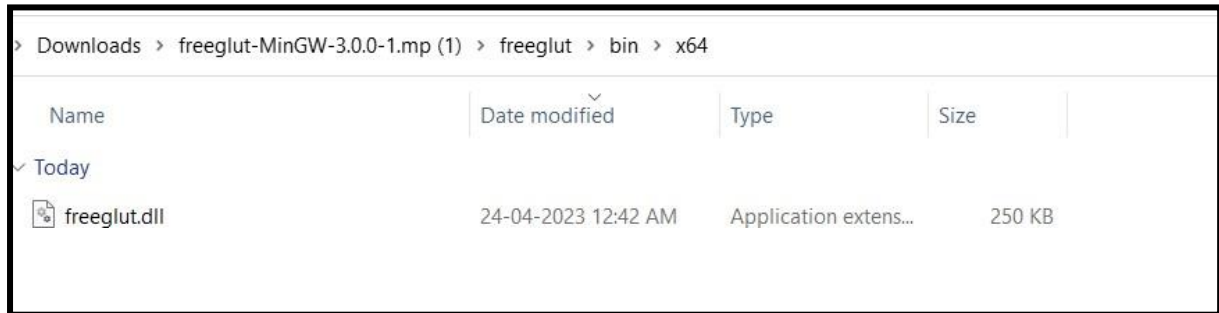 Downloads > freeglut-MinGW-3.0.0-1.mp (1) > freeglut > bin > x64
Name Date modified Type Size
Today
freeglut.dll 24-04-2023 12:42 AM Application extens... 250 KB